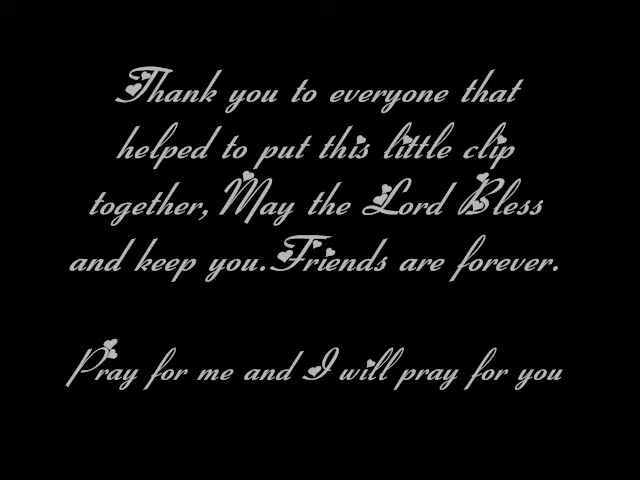 Thank you to everyone that
helped to put this little clip
together, May the Lord Bless
and keep you. Friends are forever.
Pray for me and I will pray for you